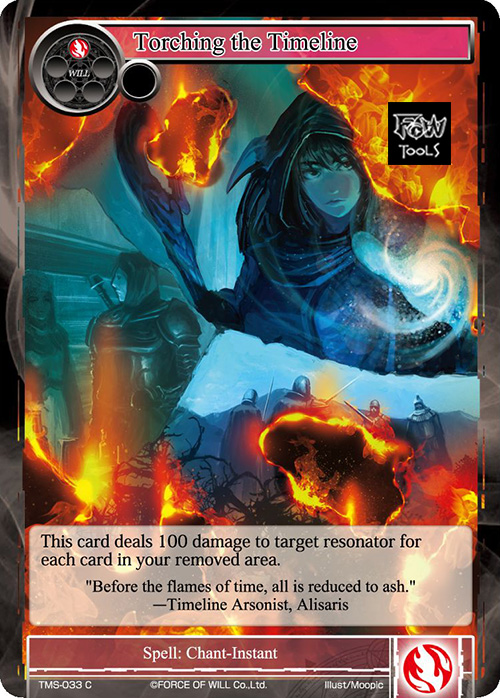 Torching the Timeline
WILL
FOW
TOOLS
This card deals 100 damage to target resonator for
each card in your removed area.
"Before the flames of time, all is reduced to ash."
—Timeline Arsonist, Alisaris
Spell: Chant-Instant
TMS-033 C ©FORCE OF WILL Co.,Ltd. Illust/Moopic